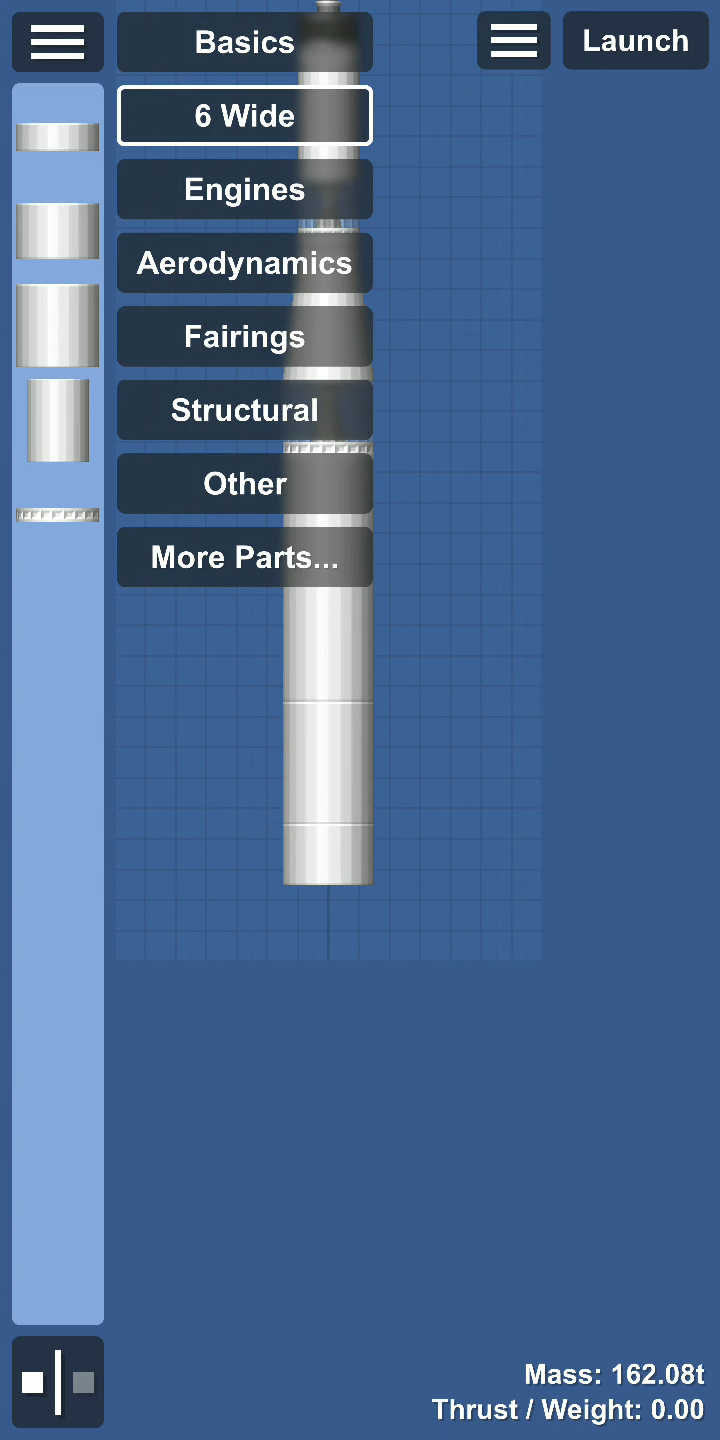 Basics
Launch
6 Wide
Engines
Aerodynamics
Fairings
Structural
Other
More Parts...
Mass: 162.08t
Thrust / Weight: 0.00